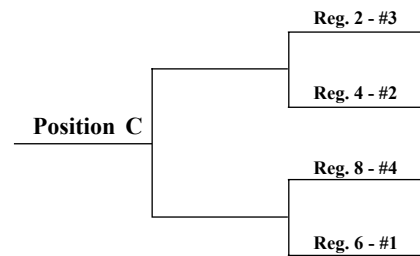 Reg. 2 - #3
Reg. 4 - #2
Position C
Reg. 8 - #4
Reg. 6 - #1